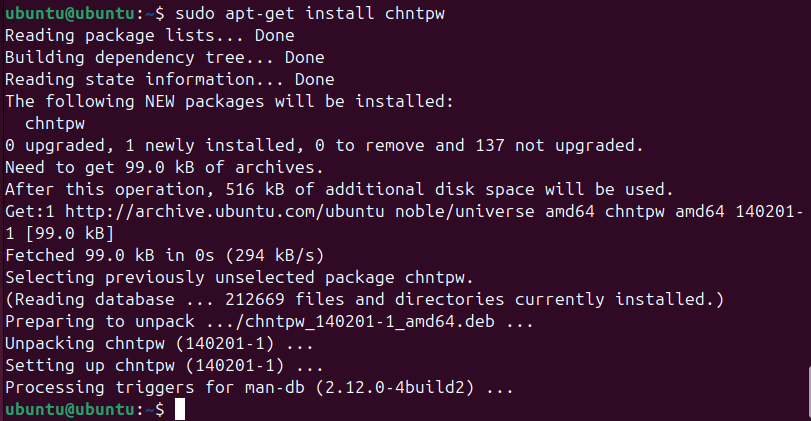 ubuntu@ubuntu:~$ sudo apt-get install chntpw
Reading package lists... Done
Building dependency tree... Done
Reading state information... Done
The following NEW packages will be installed:
  chntpw
0 upgraded, 1 newly installed, 0 to remove and 137 not upgraded.
Need to get 99.0 kB of archives.
After this operation, 516 kB of additional disk space will be used.
Get:1 http://archive.ubuntu.com/ubuntu noble/universe amd64 chntpw amd64 140201-
1 [99.0 kB]
Fetched 99.0 kB in 0s (294 kB/s)
Selecting previously unselected package chntpw.
(Reading database ... 212669 files and directories currently installed.)
Preparing to unpack .../chntpw_140201-1_amd64.deb ...
Unpacking chntpw (140201-1) ...
Setting up chntpw (140201-1) ...
Processing triggers for man-db (2.12.0-4build2) ...
ubuntu@ubuntu:~$